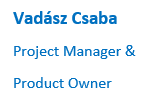 Vadász Csaba
Project Manager &
Product Owner